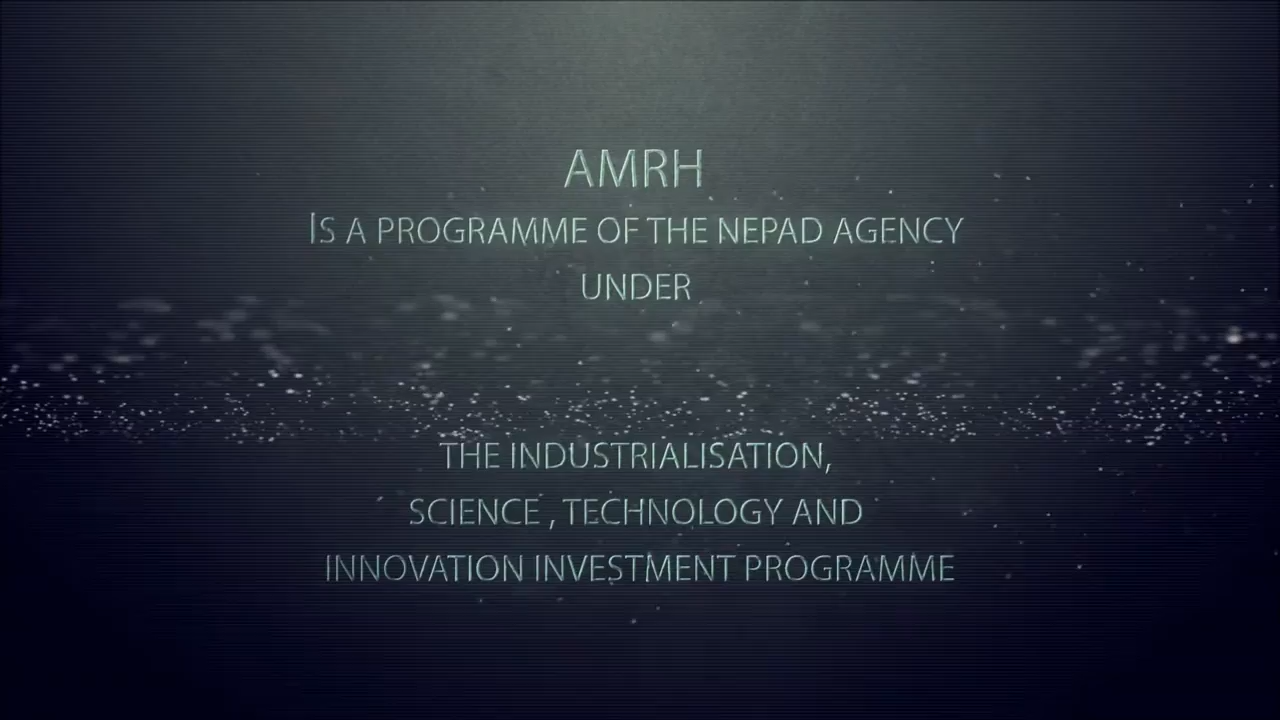 AMRH
IS A PROGRAMME OF THE NEPAD AGENCY
UNDER
THE INDUSTRIALISATION,
SCIENCE , TECHNOLOGY AND
INNOVATION INVESTMENT PROGRAMME